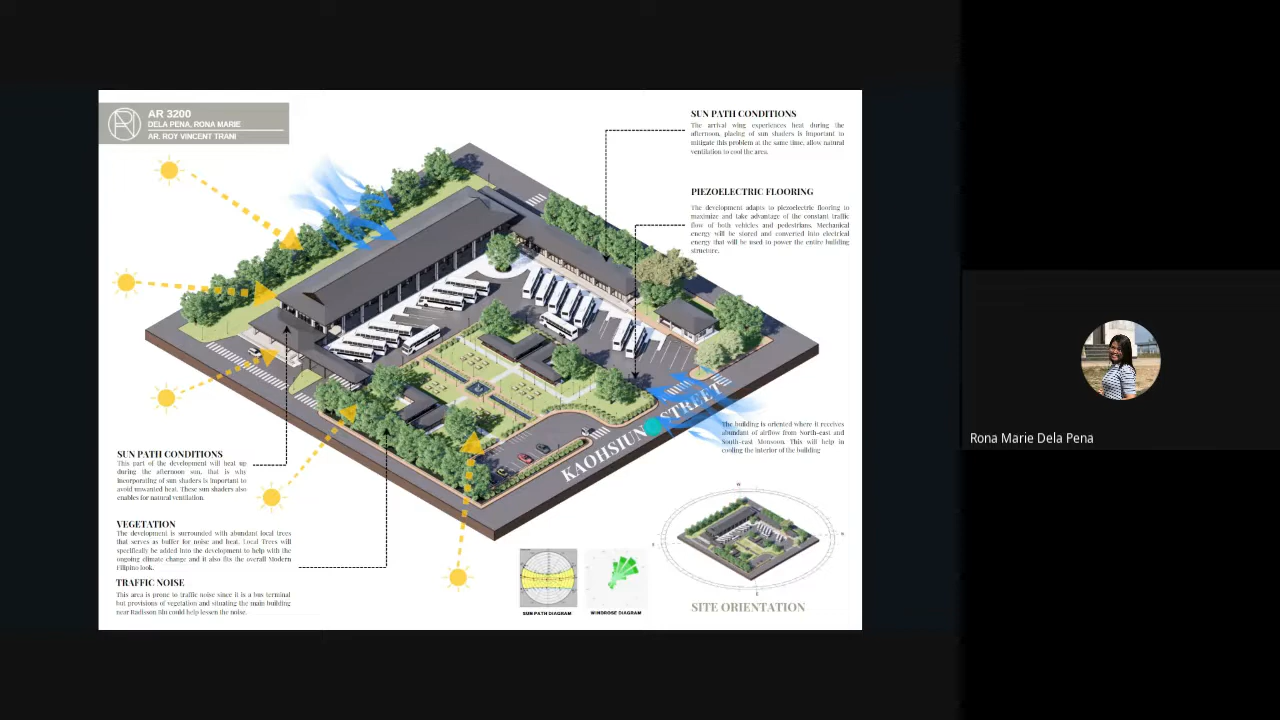 AR 3200
DELA PENA, RONA MARIE
AR. ROY VINCENT TRANI
SUN PATH CONDITIONS
The arrival wing experiences heat during the
afternoon, placing of sun shaders is important to
mitigate this problem at the same time, allow natural
ventilation to cool the area.
PIEZOELECTRIC FLOORING
The development adapts to piezoelectric flooring to
maximize and take advantage of the constant traffic
flow of both vehicles and pedestrians. Mechanical
energy will be stored and converted into electrical
energy that will be used to power the entire building
structure.
KAOHSIUNG STREET
The building is oriented where it receives
abundant of airflow from North-east and
South-east Monsoon. This will help in
cooling the interior of the building
SUN PATH CONDITIONS
This part of the development will heat up
during the afternoon sun, that is why
incorporating of sun shaders is important to
avoid unwanted heat. These sun shaders also
enables for natural ventilation.
VEGETATION
The development is surrounded with abundant local trees
that serves as buffer for noise and heat. Local Trees will
specifically be added into the development to help with the
ongoing climate change and it also fits the overall Modern
Filipino look.
TRAFFIC NOISE
This area is prone to traffic noise since it is a bus terminal
but provisions of vegetation and situating the main building
near Radisson Blu could help lessen the noise.
SUN PATH DIAGRAM
WINDROSE DIAGRAM
SITE ORIENTATION
Rona Marie Dela Pena